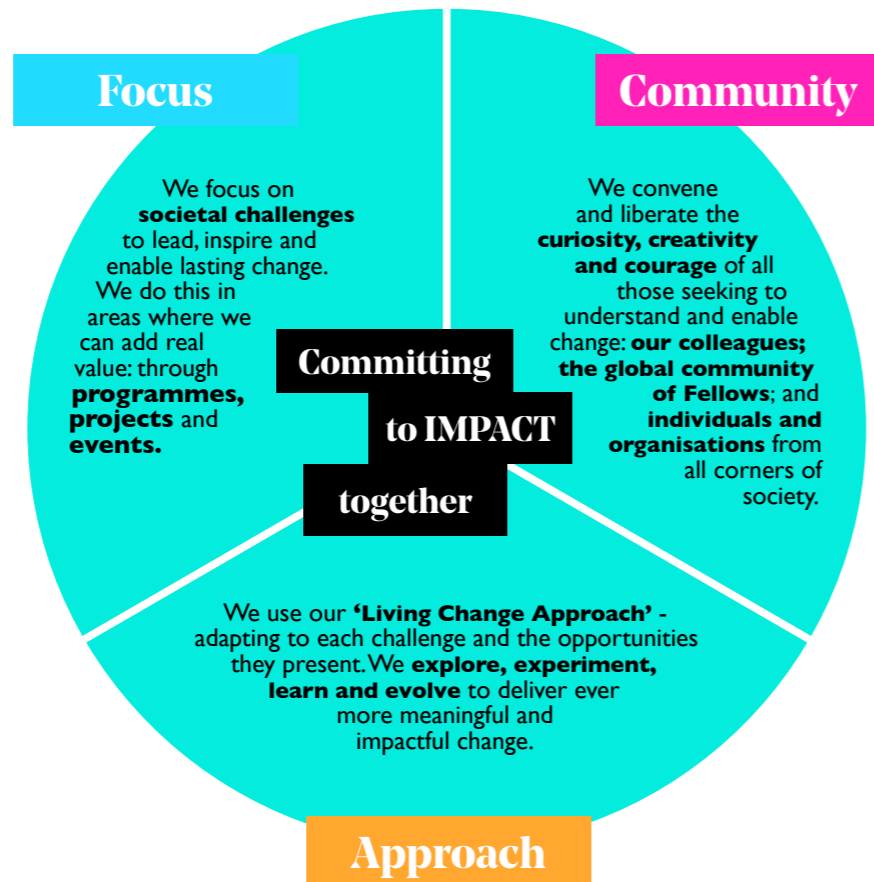 Focus
We focus on
societal challenges
to lead, inspire and
enable lasting change.
We do this in
areas where we
can add real
value: through
programmes,
projects and
events.
Community
We convene
and liberate the
curiosity, creativity
and courage of all
those seeking to
understand and enable
change: our colleagues;
the global community
of Fellows; and
individuals and
organisations from
all corners of
society.
Committing
to IMPACT
together
We use our ‘Living Change Approach’ -
adapting to each challenge and the opportunities
they present. We explore, experiment,
learn and evolve to deliver ever
more meaningful and
impactful change.
Approach